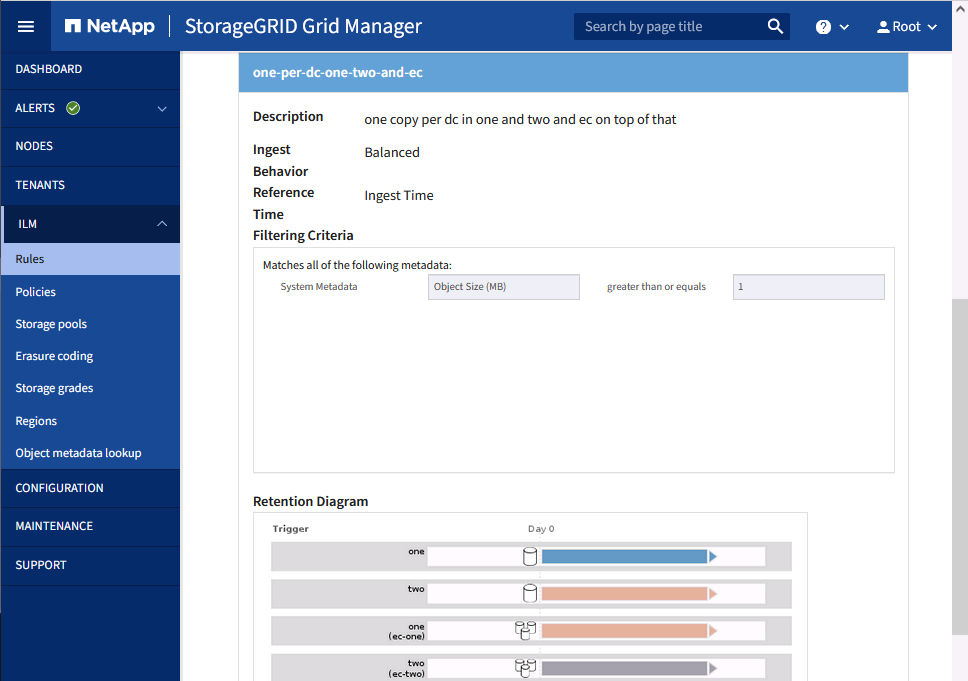 NetApp
StorageGRID Grid Manager
Search by page title
?
Root
DASHBOARD
ALERTS
NODES
TENANTS
ILM
Rules
Policies
Storage pools
Erasure coding
Storage grades
Regions
Object metadata lookup
CONFIGURATION
MAINTENANCE
SUPPORT
one-per-dc-one-two-and-ec
Description
one copy per dc in one and two and ec on top of that
Ingest
Behavior
Balanced
Reference
Time
Ingest Time
Filtering Criteria
Matches all of the following metadata:
System Metadata
Object Size (MB)
greater than or equals
1
Retention Diagram
Trigger
Day 0
one
two
one
(ec-one)
two
(ec-two)